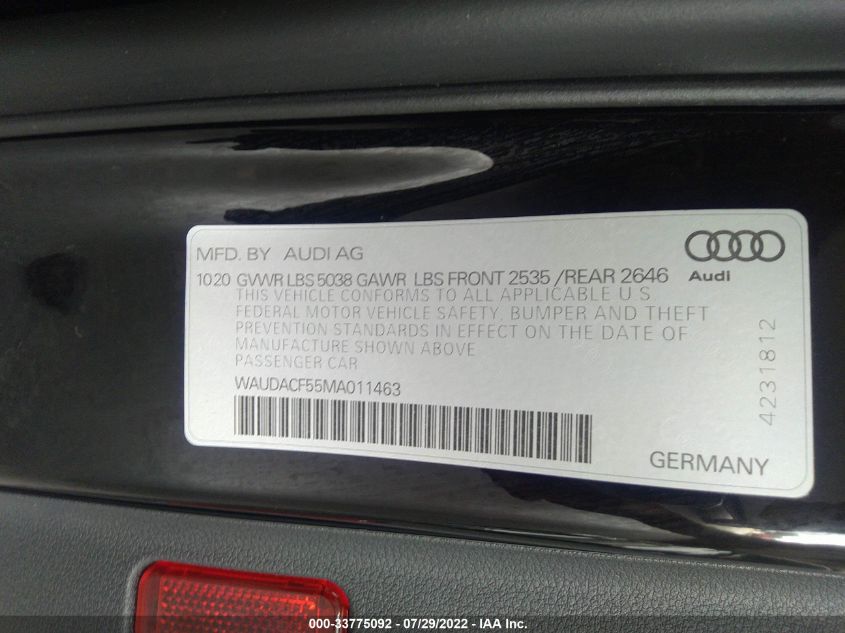 MFD. BY AUDI AG
Audi
1020 GVWR LBS 5038 GAWR LBS FRONT 2535 /REAR 2646
THIS VEHICLE CONFORMS TO ALL APPLICABLE U S
FEDERAL MOTOR VEHICLE SAFETY, BUMPER AND THEFT
PREVENTION STANDARDS IN EFFECT ON THE DATE OF
MANUFACTURE SHOWN ABOVE
PASSENGER CAR
WAUDACF55MA011463
4231812
GERMANY
000-33775092 - 07/29/2022 - IAA Inc.